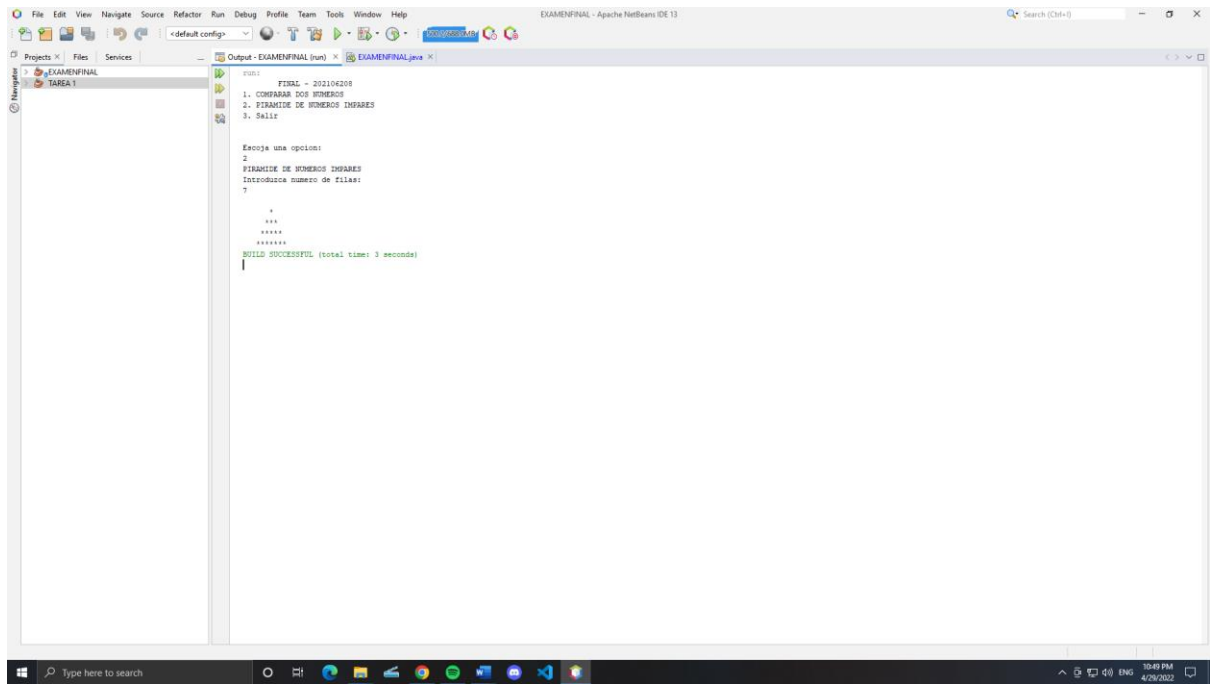 File Edit View Navigate Source Refactor Run Debug Profile Team Tools Window Help
EXAMENFINAL - Apache NetBeans IDE 13
Search (Ctrl+I)
<default config>
Projects Files Services
Output - EXAMENFINAL (run)
EXAMENFINAL.java
Navigator
EXAMENFINAL
TAREA 1
run:
FINAL - 202106208
1. COMPARAR DOS NUMEROS
2. PIRAMIDE DE NUMEROS IMPARES
3. Salir
Escoja una opcion:
2
PIRAMIDE DE NUMEROS IMPARES
Introduzca numero de filas:
7
*
***
*****
*******
BUILD SUCCESSFUL (total time: 3 seconds)
Type here to search
ENG
10:49 PM
4/29/2022